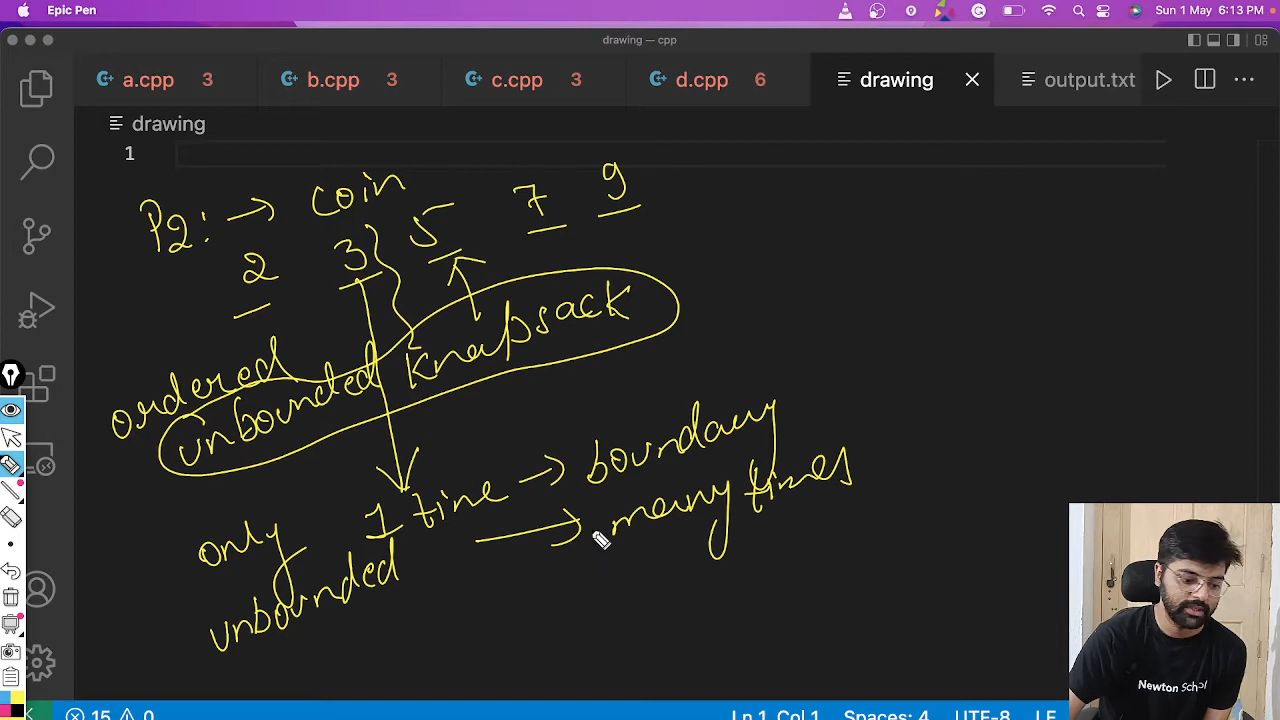 Epic Pen
Sun 1 May 6:13 PM
drawing — cpp
a.cpp 3 b.cpp 3 c.cpp 3 d.cpp 6 drawing output.txt
drawing
1
P2: → coin
2 3 5 7 9
ordered
unbounded knapsack
only 1 time → boundary
unbounded → many times
Newton School
15 0 Ln 1, Col 1 Spaces: 4 UTF-8 LF